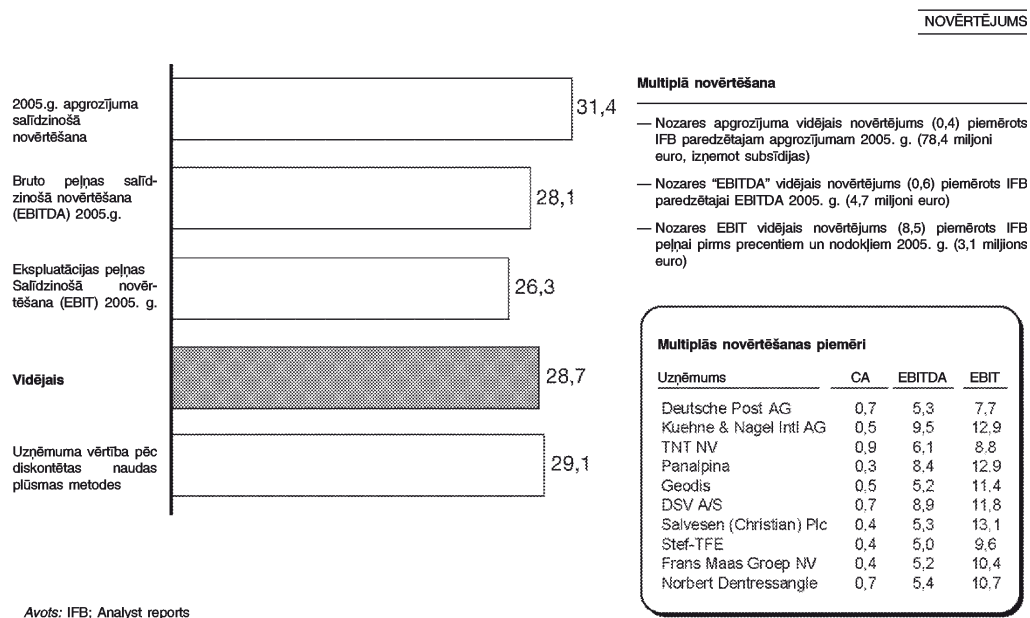 NOVĒRTĒJUMS
2005.g. apgrozījuma
salīdzinošā
novērtēšana
31,4
Bruto peļņas salīd-
zinošā novērtēšana
(EBITDA) 2005.g.
28,1
Ekspluatācijas peļņas
Salīdzinošā novēr-
tēšana (EBIT) 2005. g.
26,3
Vidējais
28,7
Uzņēmuma vērtība pēc
diskontētas naudas
plūsmas metodes
29,1
Multiplā novērtēšana
— Nozares apgrozījuma vidējais novērtējums (0,4) piemērots
IFB paredzētajam apgrozījumam 2005. g. (78,4 miljoni
euro, izņemot subsīdijas)
— Nozares “EBITDA” vidējais novērtējums (0,6) piemērots IFB
paredzētajai EBITDA 2005. g. (4,7 miljoni euro)
— Nozares EBIT vidējais novērtējums (8,5) piemērots IFB
peļņai pirms precentiem un nodokļiem 2005. g. (3,1 miljions
euro)
Multiplās novērtēšanas piemēri
Uzņēmums CA EBITDA EBIT
Deutsche Post AG 0,7 5,3 7,7
Kuehne & Nagel Intl AG 0,5 9,5 12,9
TNT NV 0,9 6,1 8,8
Panalpina 0,3 8,4 12,9
Geodis 0,5 5,2 11,4
DSV A/S 0,7 8,9 11,8
Salvesen (Christian) Plc 0,4 5,3 13,1
Stef-TFE 0,4 5,0 9,6
Frans Maas Groep NV 0,4 5,2 10,4
Norbert Dentressangle 0,7 5,4 10,7
Avots: IFB; Analyst reports